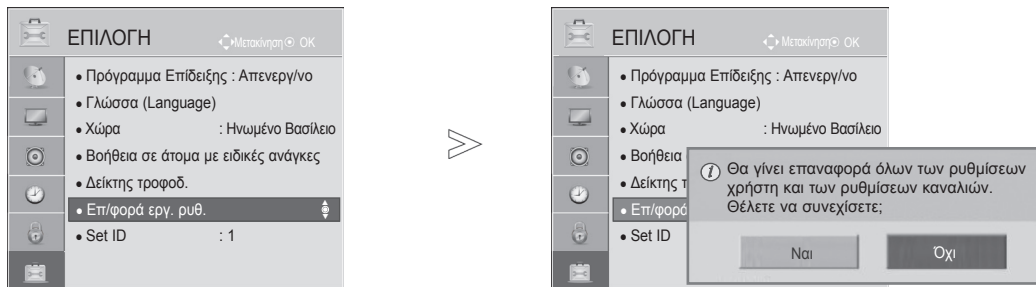 ΕΠΙΛΟΓΗ
Μετακίνηση OK
• Πρόγραμμα Επίδειξης : Απενεργ/νο
• Γλώσσα (Language)
• Χώρα : Ηνωμένο Βασίλειο
• Βοήθεια σε άτομα με ειδικές ανάγκες
• Δείκτης τροφοδ.
• Επ/φορά εργ. ρυθ.
• Set ID : 1
ΕΠΙΛΟΓΗ
Μετακίνηση OK
• Πρόγραμμα Επίδειξης : Απενεργ/νο
• Γλώσσα (Language)
• Χώρα : Ηνωμένο Βασίλειο
• Βοήθεια
• Δείκτης τ
• Επ/φορά
• Set ID
Θα γίνει επαναφορά όλων των ρυθμίσεων
χρήστη και των ρυθμίσεων καναλιών.
Θέλετε να συνεχίσετε;
Ναι Όχι